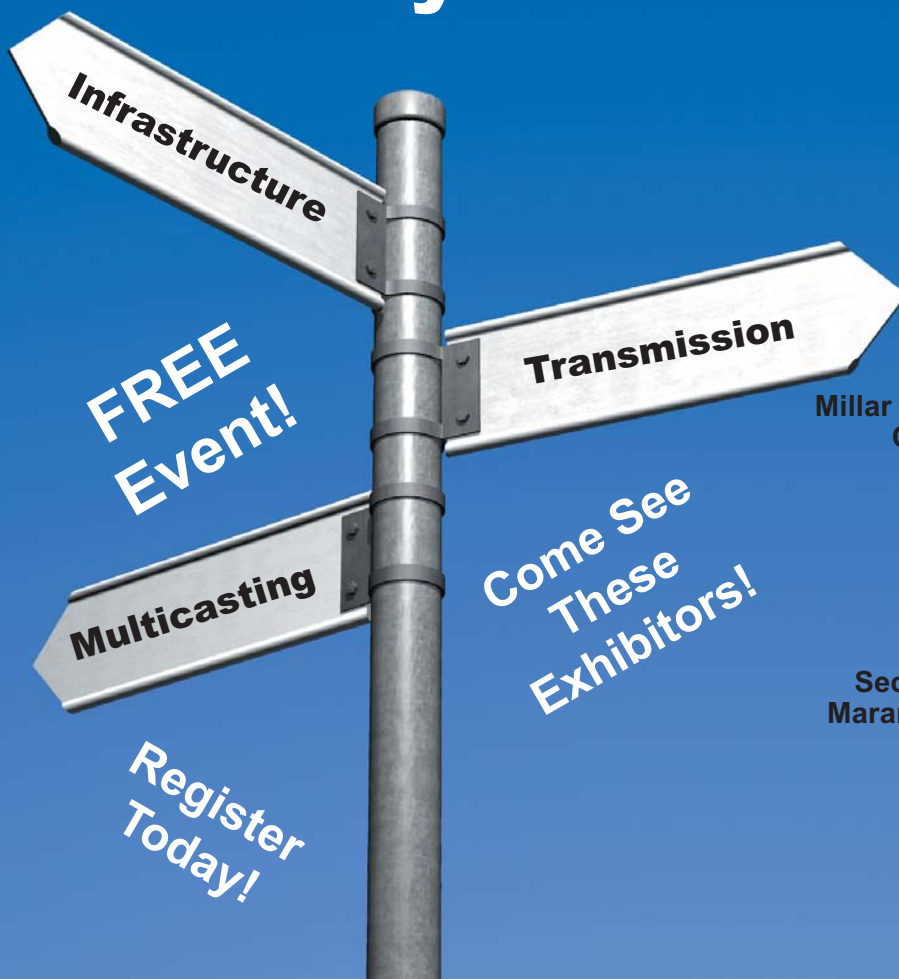 Infrastructure
Transmission
FREE
Event!
Millar
Come See
These
Exhibitors!
Multicasting
Register
Today!